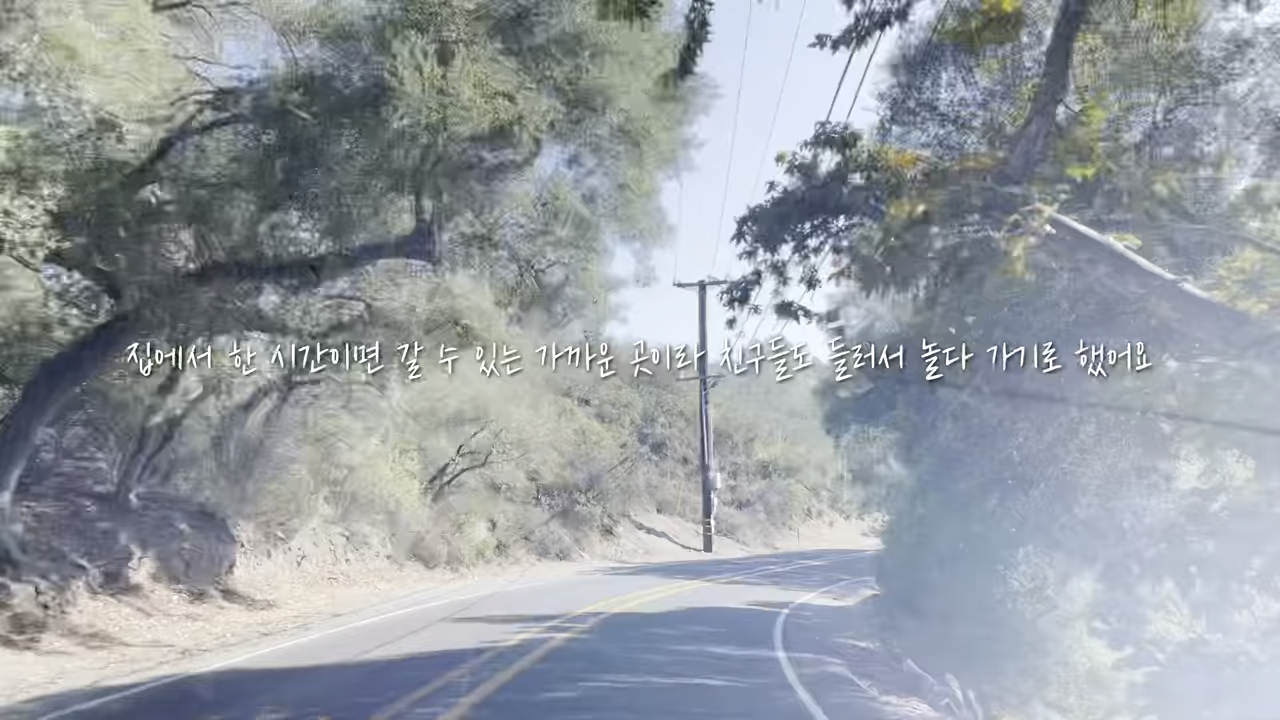 집에서 한 시간이면 갈 수 있는 가까운 곳이라 친구들도 들려서 놀다 가기로 했어요